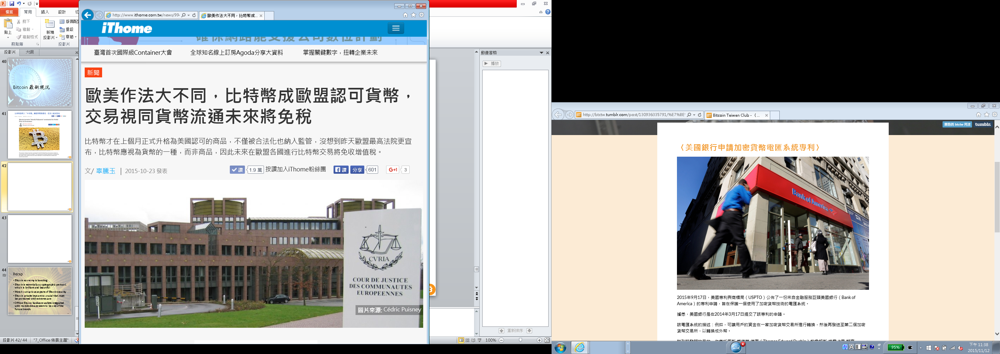 檔案
常用
插入
設計
貼上
剪下
複製
複製格式
剪貼簿
新增
投影片
重設
章節
投影片
投影片
大綱
40
Bitcoin 最新現況
41
42
43
44
Recap
• Bitcoin economy is boosting
• Bitcoin is essentially a cryptographic protocol,
which is brilliant and beautiful
• Watch out various aspects of Bitcoin security
• Bitcoin private keys are so crucial that must
be protected with extreme care
• Offline Bitcoin hardware wallets integrated
with mobile devices seem to be one of the
future trends
投影片 42/ 44
"7_Office 佈景主題"
http://www.ithome.com.tw/news/99
歐美作法大不同，比特幣成...
iThome
確保網路能支援公司數位計劃
臺灣首次國際級Container大會
全球知名線上訂房Agoda分享大資料
掌握關鍵數字，扭轉企業未來
新聞
歐美作法大不同，比特幣成歐盟認可貨幣，
交易視同貨幣流通未來將免稅
比特幣才在上個月正式升格為美國認可的商品，不僅被合法化也納入監管，沒想到昨天歐盟最高法院更宣
布，比特幣應視為貨幣的一種，而非商品，因此未來在歐盟各國進行比特幣交易將免收增值稅。
文/ 辜騰玉 | 2015-10-23 發表
讚 1.9 萬 按讚加入iThome粉絲團 讚 分享 601 G+1 3
CVRIA
COUR DE JUSTICE
DES COMMUNAUTES
EUROPEENNES
圖片來源: Cédric Puisney
動畫窗格
播放
重新排序
100%
http://btctw.tumblr.com/post/130936335791/%E7%BE%
Bitcoin Taiwan Club - 〈...
開始與 btctw 同流
tumblr.
〈美國銀行申請加密貨幣電匯系統專利〉
Bank of America
2015年9月17日，美國專利與商標局（USPTO）公佈了一份來自金融服務巨頭美國銀行（Bank of
America）的專利申請，旨在保護一個使用了加密貨幣技術的電匯系統。
據悉，美國銀行是在2014年3月17日提交了該專利的申請。
該電匯系統的描述：例如，可讓用戶的資金在一家加密貨幣交易所進行轉換，然後再發送至第二個加密
貨幣交易所，以轉換成外幣。
95%
下午 11:38
2015/11/12